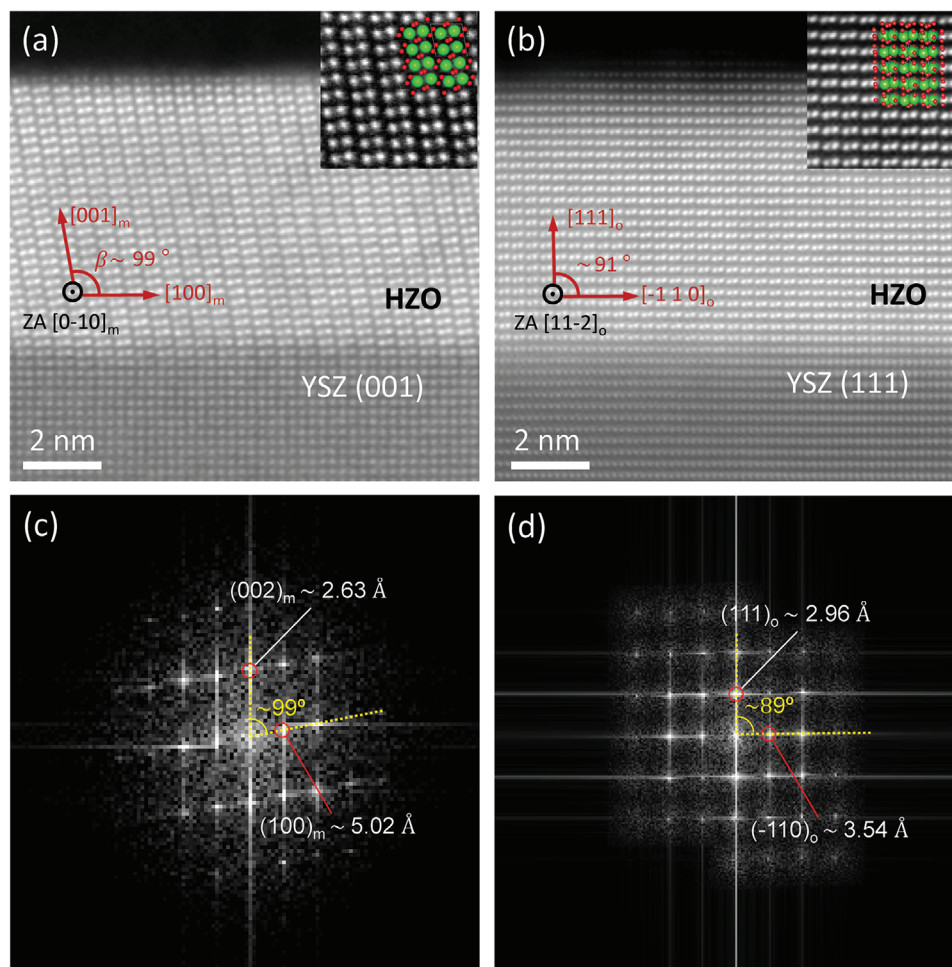 (a)
[001]m
β ~ 99 °
[100]m
ZA [0-10]m
HZO
YSZ (001)
2 nm
(b)
[111]o
~91 °
[-1 1 0]o
ZA [11-2]o
HZO
YSZ (111)
2 nm
(c)
(002)m ~ 2.63 Å
~99º
(100)m ~ 5.02 Å
(d)
(111)o ~ 2.96 Å
~89º
(-110)o ~ 3.54 Å